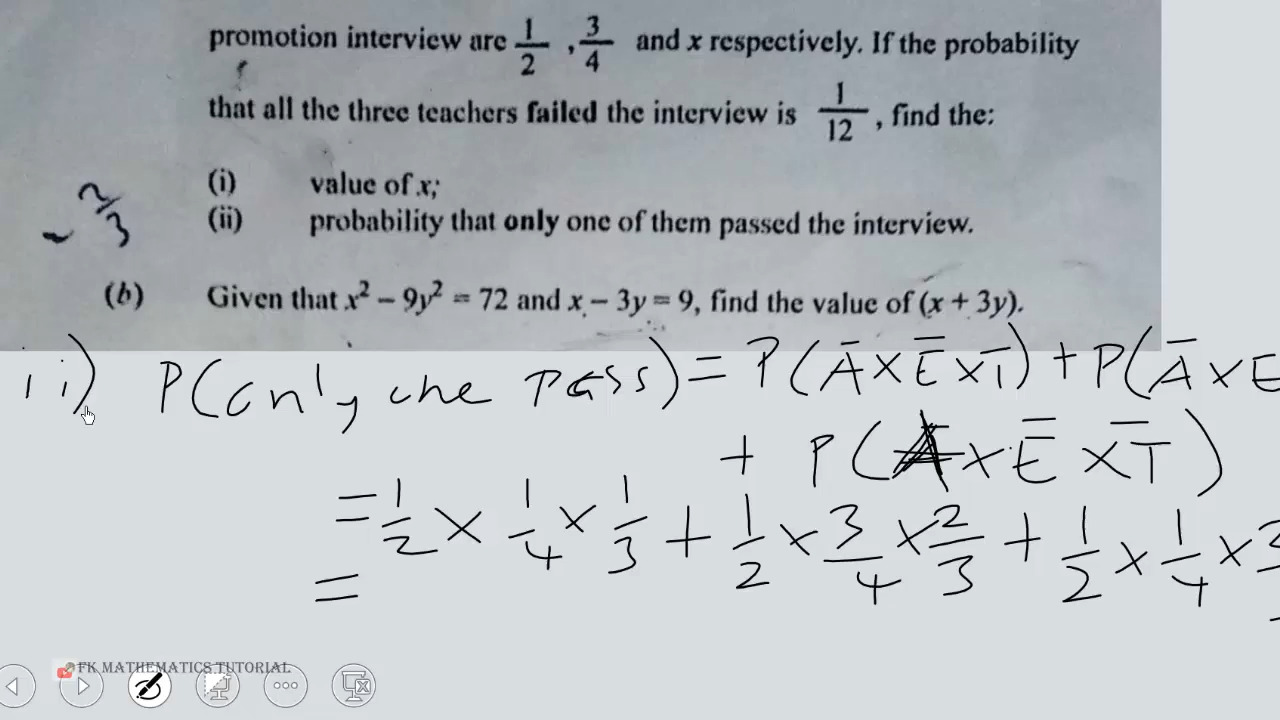 promotion interview are 1/2 , 3/4 and x respectively. If the probability
that all the three teachers failed the interview is 1/12 , find the:
(i) value of x;
(ii) probability that only one of them passed the interview.
2/3
(b) Given that x² − 9y² = 72 and x − 3y = 9, find the value of (x + 3y).
ii) P(only one pass) = P(A̅ × E̅ × T̅) + P(A̅ × E
+ P(A × E̅ × T̅)
= 1/2 × 1/4 × 1/3 + 1/2 × 3/4 × 2/3 + 1/2 × 1/4 ×
=
FK MATHEMATICS TUTORIAL